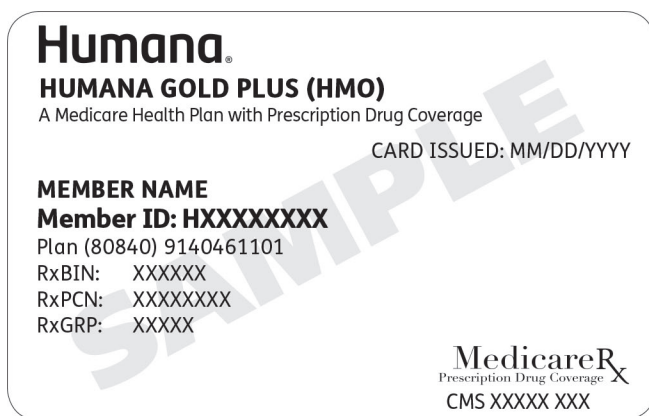 Humana®
HUMANA GOLD PLUS (HMO)
A Medicare Health Plan with Prescription Drug Coverage
CARD ISSUED: MM/DD/YYYY
SAMPLE
MEMBER NAME
Member ID: HXXXXXXXX
Plan (80840) 9140461101
RxBIN: XXXXXX
RxPCN: XXXXXXXX
RxGRP: XXXXX
MedicareRx
Prescription Drug Coverage
CMS XXXXX XXX